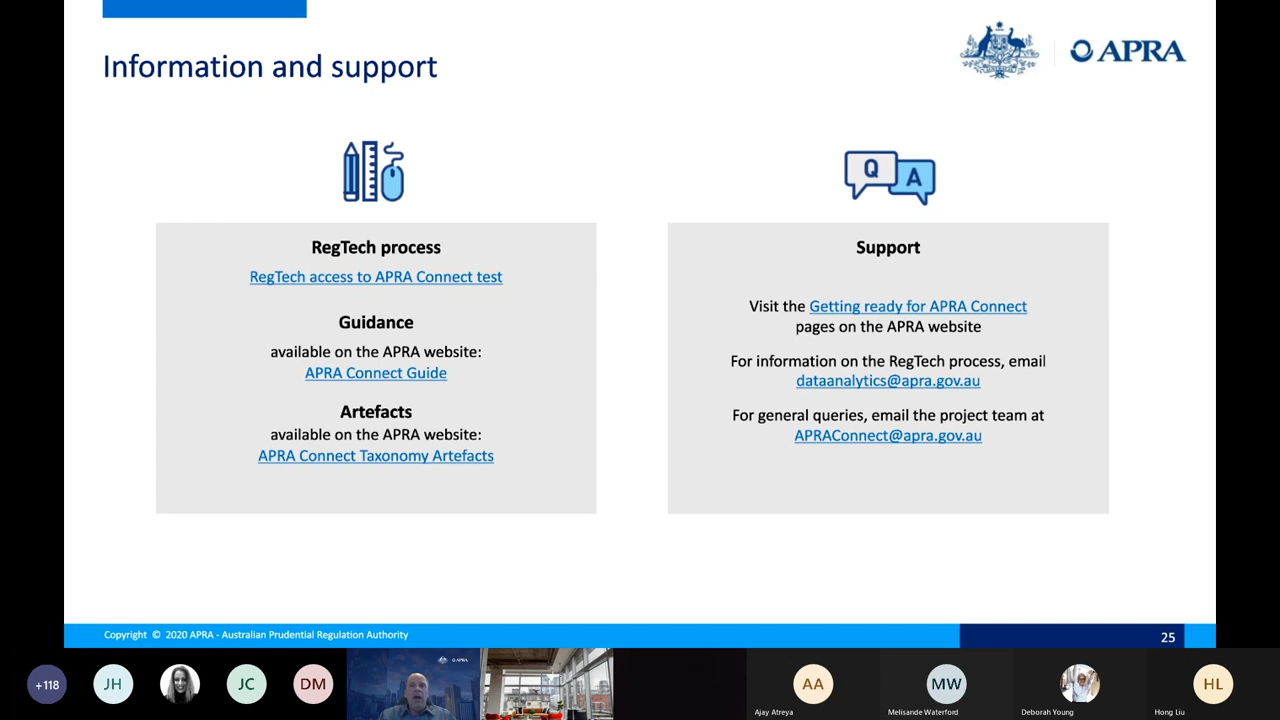 Information and support
APRA
Q
A
RegTech process
RegTech access to APRA Connect test
Guidance
available on the APRA website:
APRA Connect Guide
Artefacts
available on the APRA website:
APRA Connect Taxonomy Artefacts
Support
Visit the Getting ready for APRA Connect
pages on the APRA website
For information on the RegTech process, email
dataanalytics@apra.gov.au
For general queries, email the project team at
APRAConnect@apra.gov.au
Copyright © 2020 APRA - Australian Prudential Regulation Authority
25
+118
JH
JC
DM
APRA
AA
Ajay Atreya
MW
Melisande Waterford
Deborah Young
HL
Hong Liu